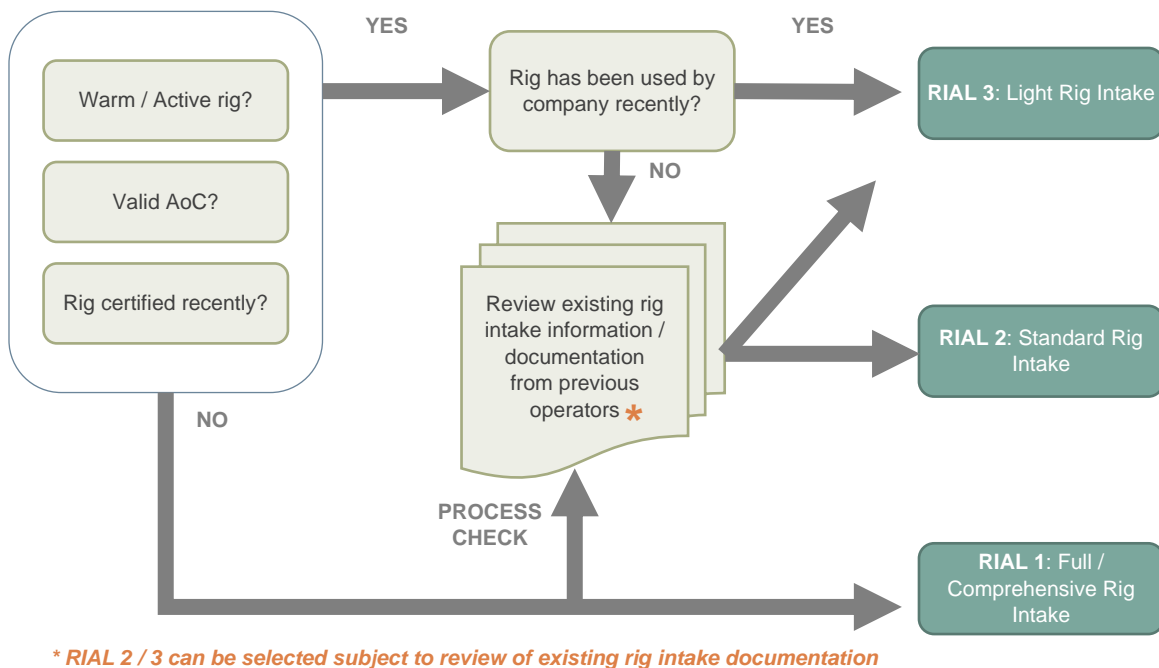 YES
YES
Warm / Active rig?
Valid AoC?
Rig certified recently?
Rig has been used by
company recently?
RIAL 3: Light Rig Intake
NO
Review existing rig
intake information /
documentation
from previous
operators *
RIAL 2: Standard Rig
Intake
NO
PROCESS
CHECK
RIAL 1: Full /
Comprehensive Rig
Intake
* RIAL 2 / 3 can be selected subject to review of existing rig intake documentation